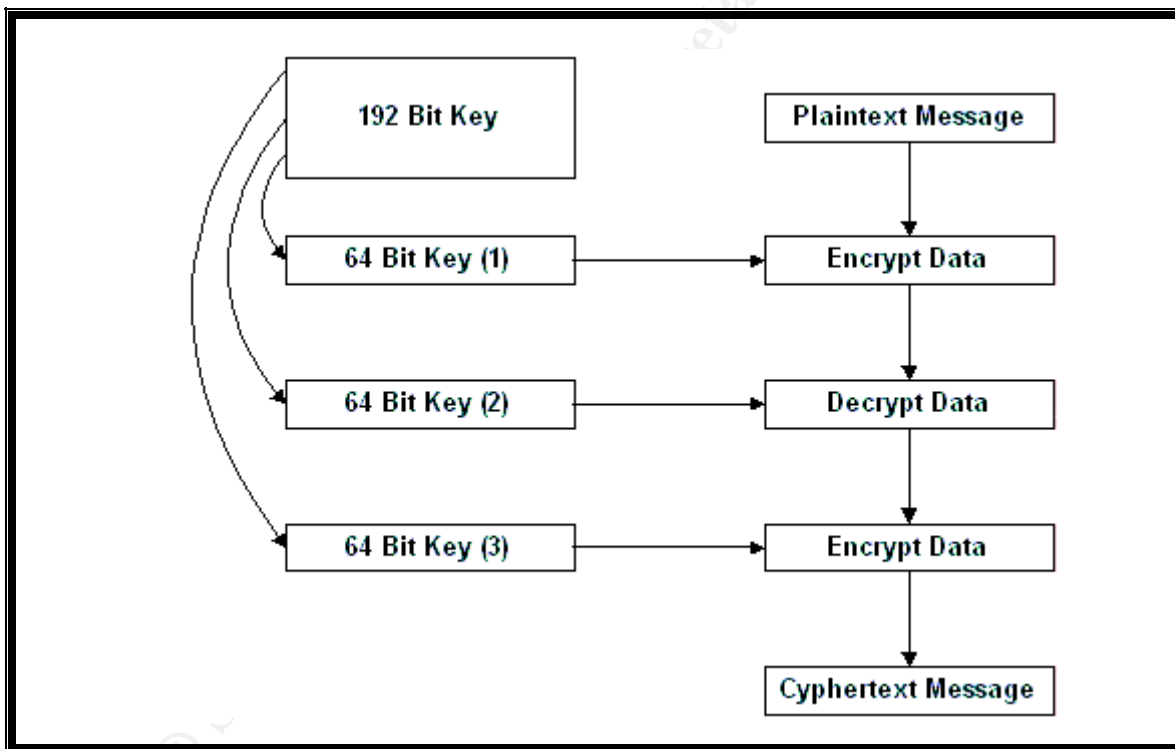 192 Bit Key
Plaintext Message
64 Bit Key (1)
Encrypt Data
64 Bit Key (2)
Decrypt Data
64 Bit Key (3)
Encrypt Data
Cyphertext Message